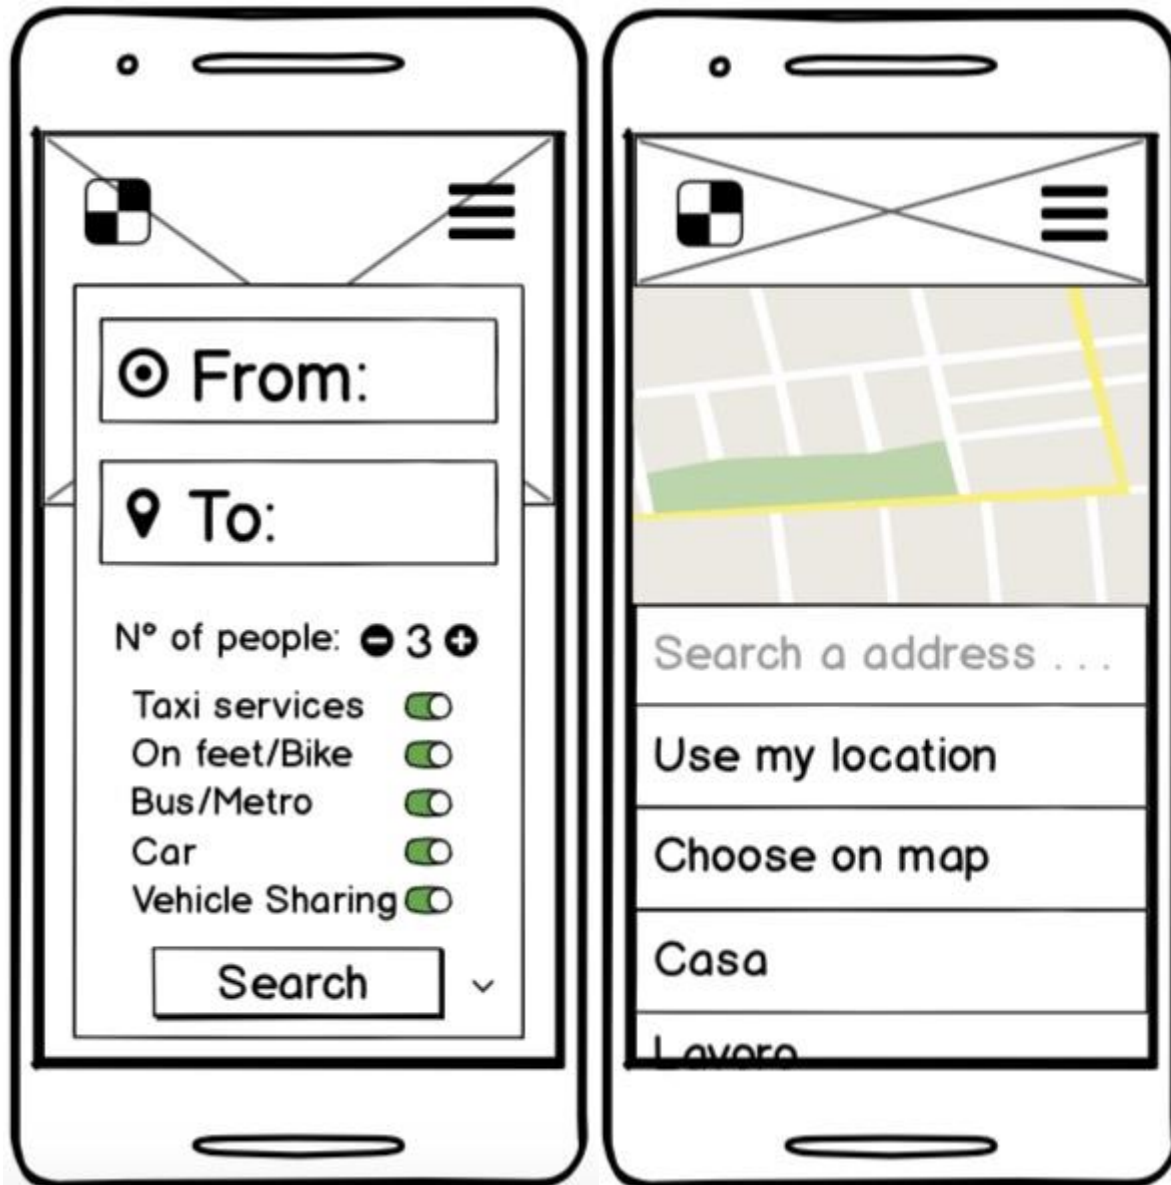 From:
To:
N° of people: 3
Taxi services
On feet/Bike
Bus/Metro
Car
Vehicle Sharing
Search
Search a address . . .
Use my location
Choose on map
Casa
Lavoro